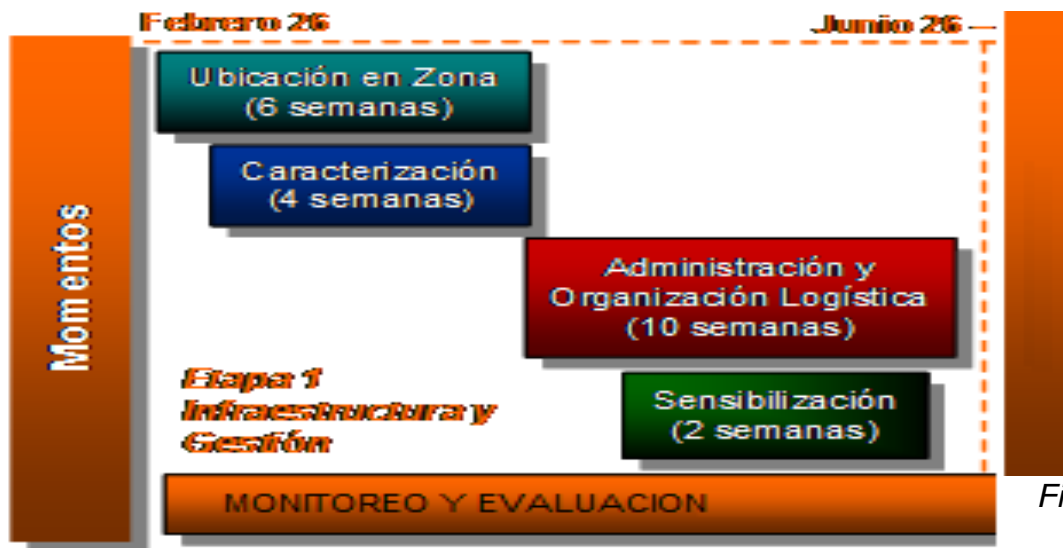 Febrero 26
Junio 26
Momentos
Ubicación en Zona
(6 semanas)
Caracterización
(4 semanas)
Administración y
Organización Logística
(10 semanas)
Sensibilización
(2 semanas)
Etapa 1
Infraestructura y
Gestión
MONITOREO Y EVALUACION